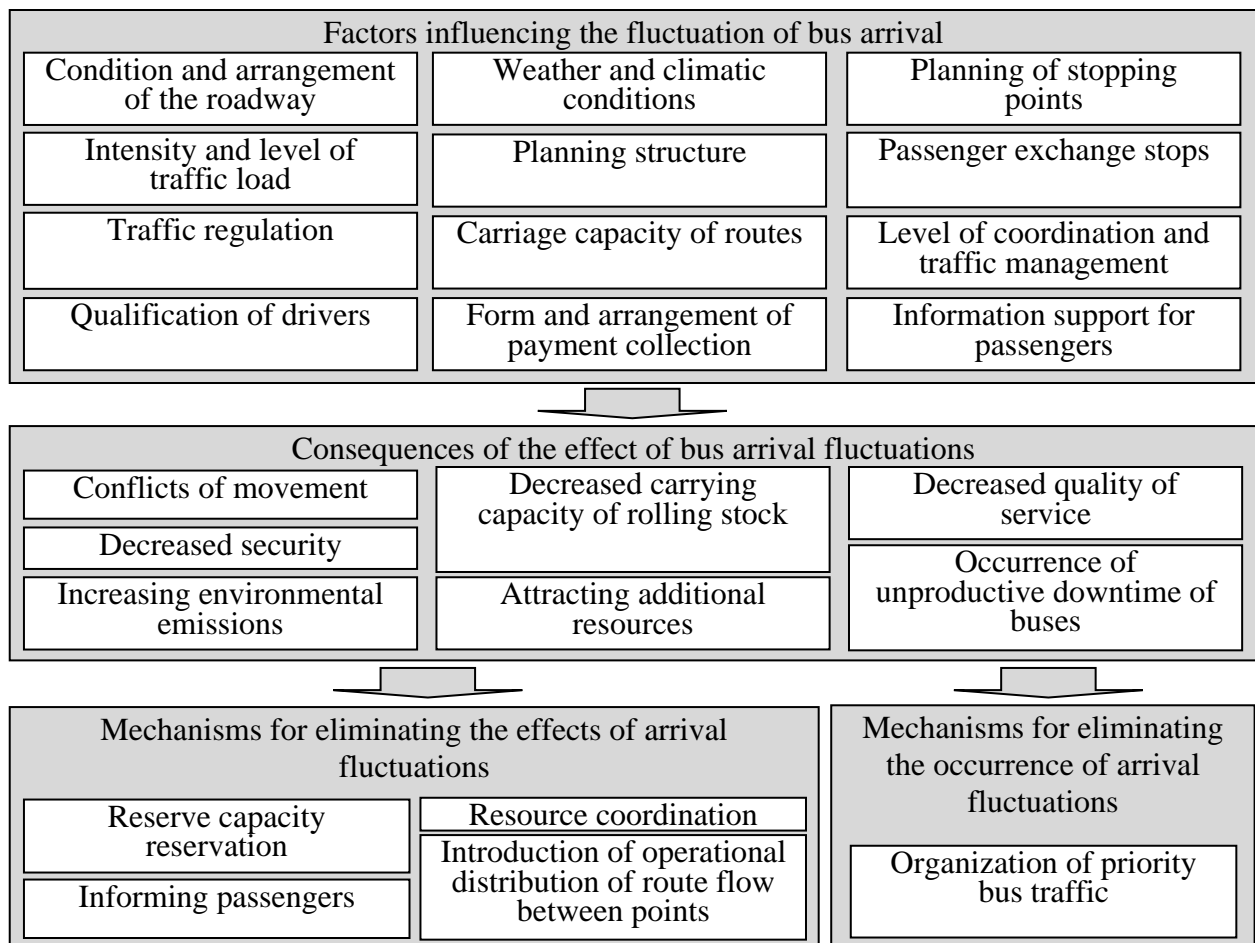 Factors influencing the fluctuation of bus arrival
Condition and arrangement
of the roadway
Weather and climatic
conditions
Planning of stopping
points
Intensity and level of
traffic load
Planning structure
Passenger exchange stops
Traffic regulation
Carriage capacity of routes
Level of coordination and
traffic management
Qualification of drivers
Form and arrangement of
payment collection
Information support for
passengers
Consequences of the effect of bus arrival fluctuations
Conflicts of movement
Decreased security
Increasing environmental
emissions
Decreased carrying
capacity of rolling stock
Attracting additional
resources
Decreased quality of
service
Occurrence of
unproductive downtime of
buses
Mechanisms for eliminating the effects of arrival
fluctuations
Reserve capacity
reservation
Informing passengers
Resource coordination
Introduction of operational
distribution of route flow
between points
Mechanisms for eliminating
the occurrence of arrival
fluctuations
Organization of priority
bus traffic